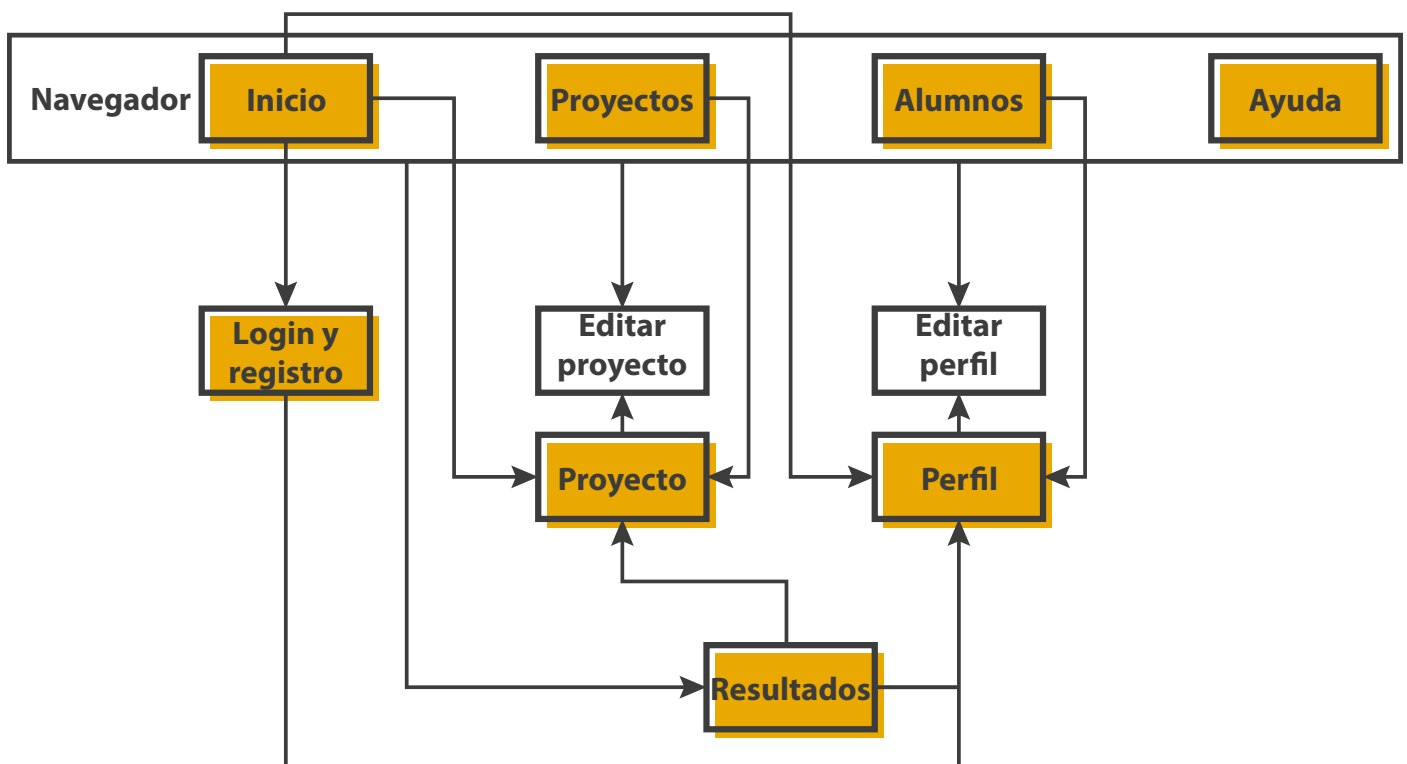 Navegador
Inicio
Proyectos
Alumnos
Ayuda
Login y
registro
Editar
proyecto
Editar
perfil
Proyecto
Perfil
Resultados